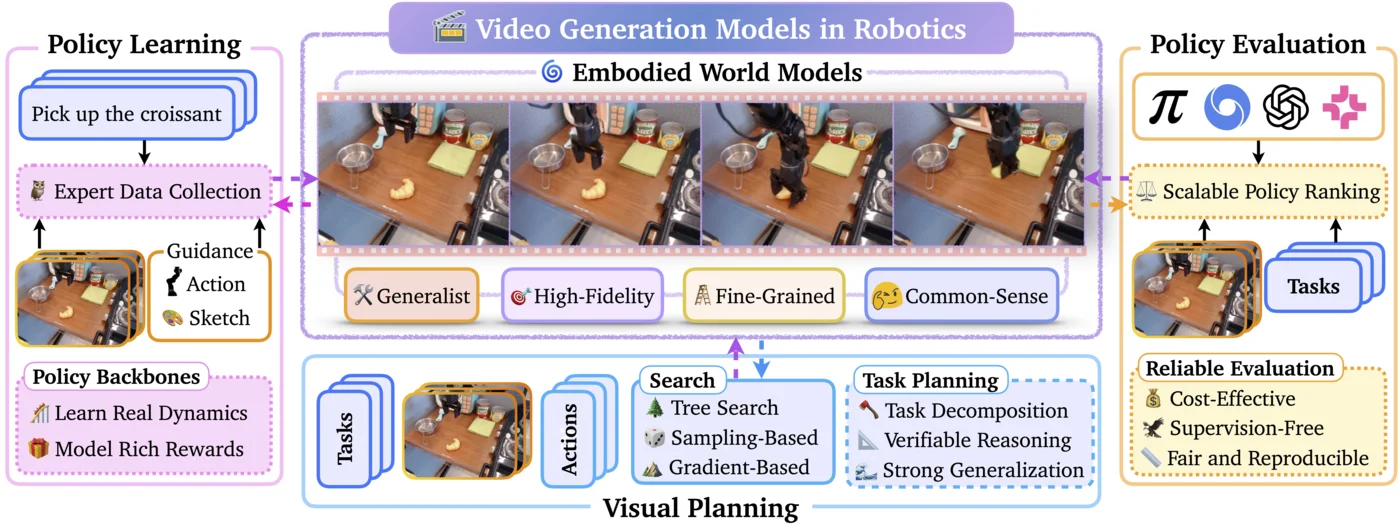 Video Generation Models in Robotics
Embodied World Models
Generalist
High-Fidelity
Fine-Grained
Common-Sense
Policy Learning
Pick up the croissant
Expert Data Collection
Guidance
Action
Sketch
Policy Backbones
Learn Real Dynamics
Model Rich Rewards
Tasks
Actions
Search
Tree Search
Sampling-Based
Gradient-Based
Task Planning
Task Decomposition
Verifiable Reasoning
Strong Generalization
Visual Planning
Policy Evaluation
π
Scalable Policy Ranking
Tasks
Reliable Evaluation
Cost-Effective
Supervision-Free
Fair and Reproducible